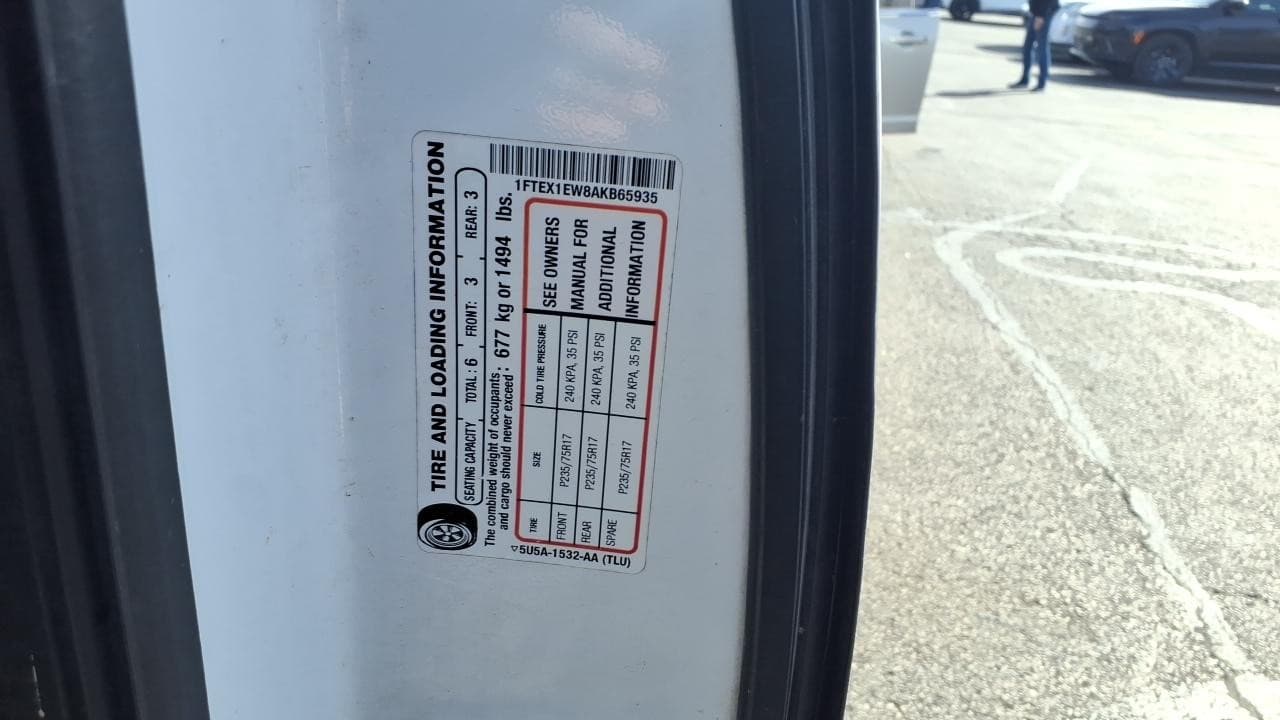 TIRE AND LOADING INFORMATION
SEATING CAPACITY TOTAL: 6 FRONT: 3 REAR: 3
The combined weight of occupants
and cargo should never exceed : 677 kg or 1494 lbs.
TIRE SIZE COLD TIRE PRESSURE
FRONT P235/75R17 240 KPA, 35 PSI
REAR P235/75R17 240 KPA, 35 PSI
SPARE P235/75R17 240 KPA, 35 PSI
SEE OWNERS
MANUAL FOR
ADDITIONAL
INFORMATION
5U5A-1532-AA (TLU)
1FTEX1EW8AKB65935